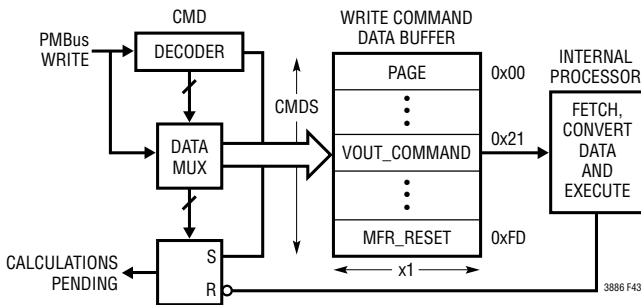 CMD
PMBus
WRITE
DECODER
DATA
MUX
S
R
CALCULATIONS
PENDING
CMDS
WRITE COMMAND
DATA BUFFER
PAGE
0x00
VOUT_COMMAND
0x21
MFR_RESET
0xFD
x1
INTERNAL
PROCESSOR
FETCH,
CONVERT
DATA
AND
EXECUTE
3886 F43